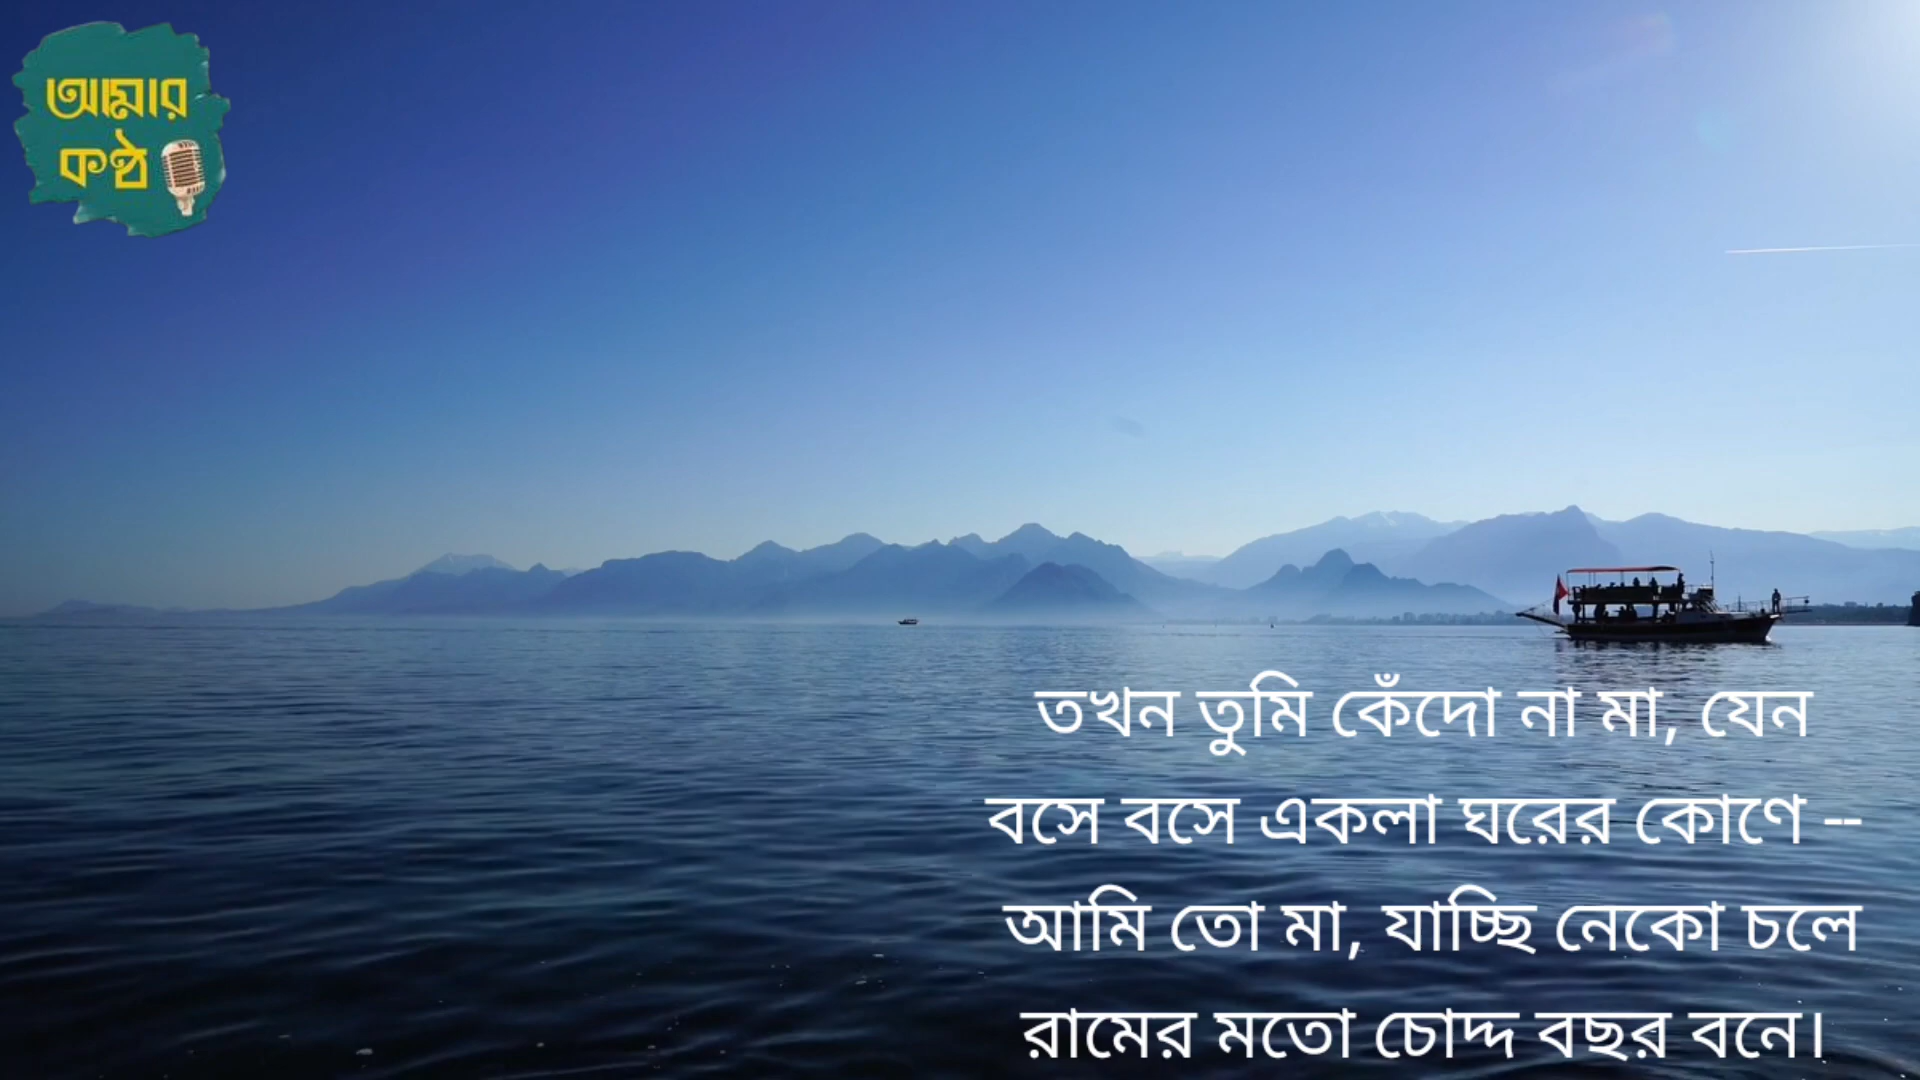 আমার
কণ্ঠ
তখন তুমি কেঁদো না মা, যেন
বসে বসে একলা ঘরের কোণে --
আমি তো মা, যাচ্ছি নেকো চলে
রামের মতো চোদ্দ বছর বনে।